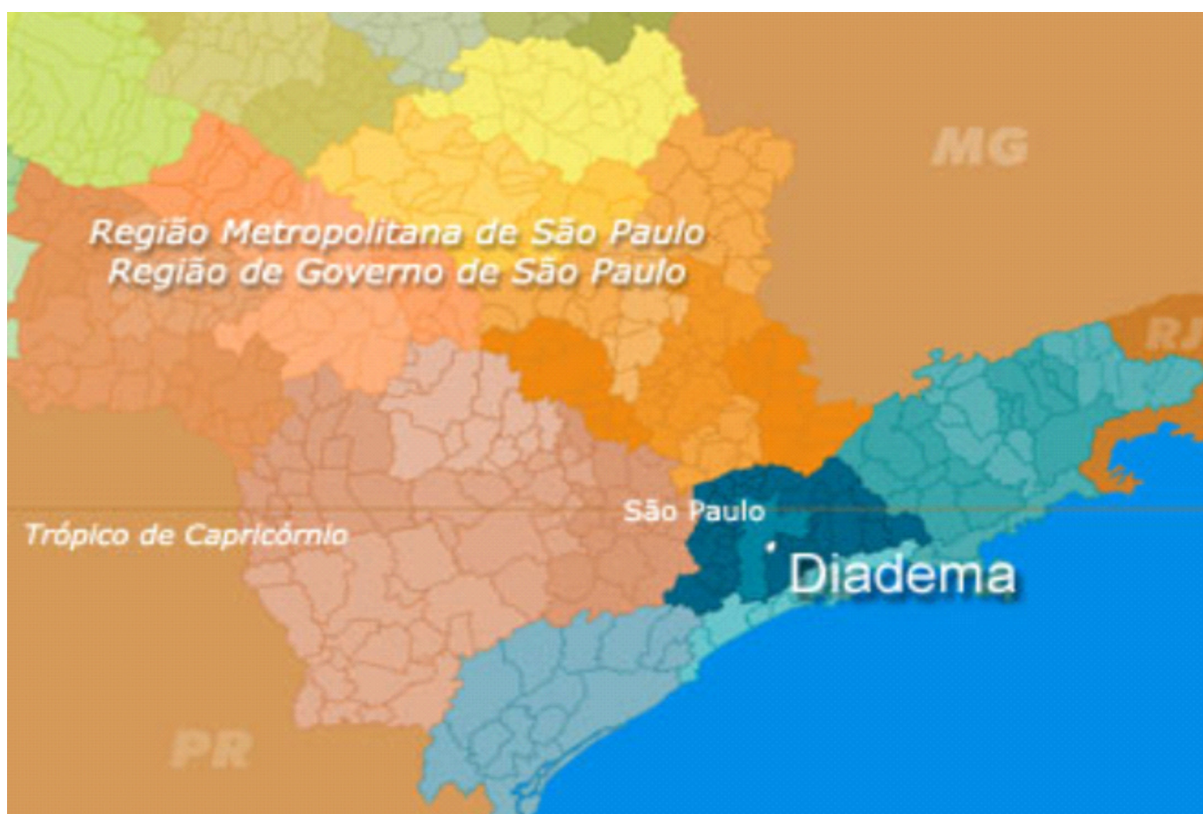 MG
Região Metropolitana de São Paulo
Região de Governo de São Paulo
RJ
São Paulo
Trópico de Capricórnio
Diadema
PR